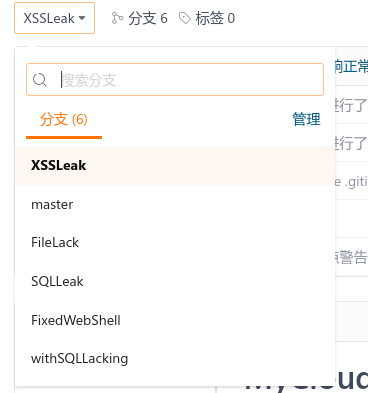 XSSLeak
分支 6
标签 0
响正常
搜索分支
进行了
分支 (6)
管理
进行了
XSSLeak
e .giti
master
FileLack
点警告
SQLLeak
FixedWebShell
withSQLLacking
MyCloud